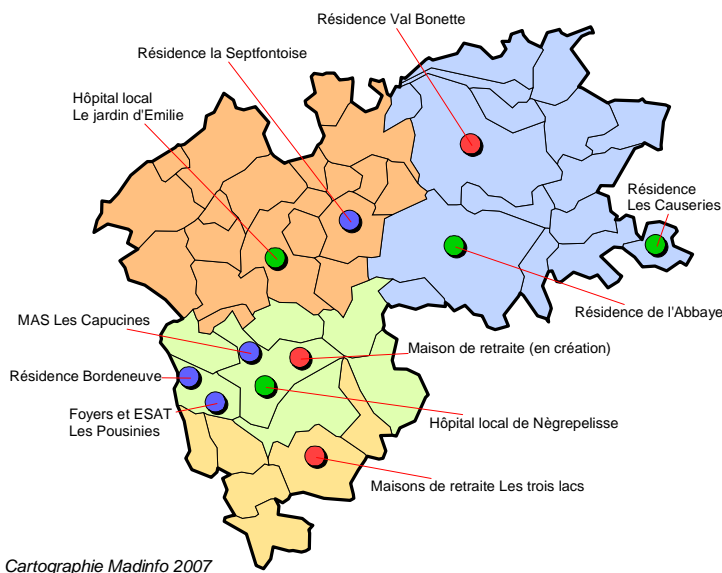 Résidence Val Bonette
Résidence la Septfontoise
Hôpital local
Le jardin d'Emilie
Résidence
Les Causeries
Résidence de l'Abbaye
MAS Les Capucines
Maison de retraite (en création)
Résidence Bordeneuve
Foyers et ESAT
Les Pousinies
Hôpital local de Nègrepelisse
Maisons de retraite Les trois lacs
Cartographie Madinfo 2007